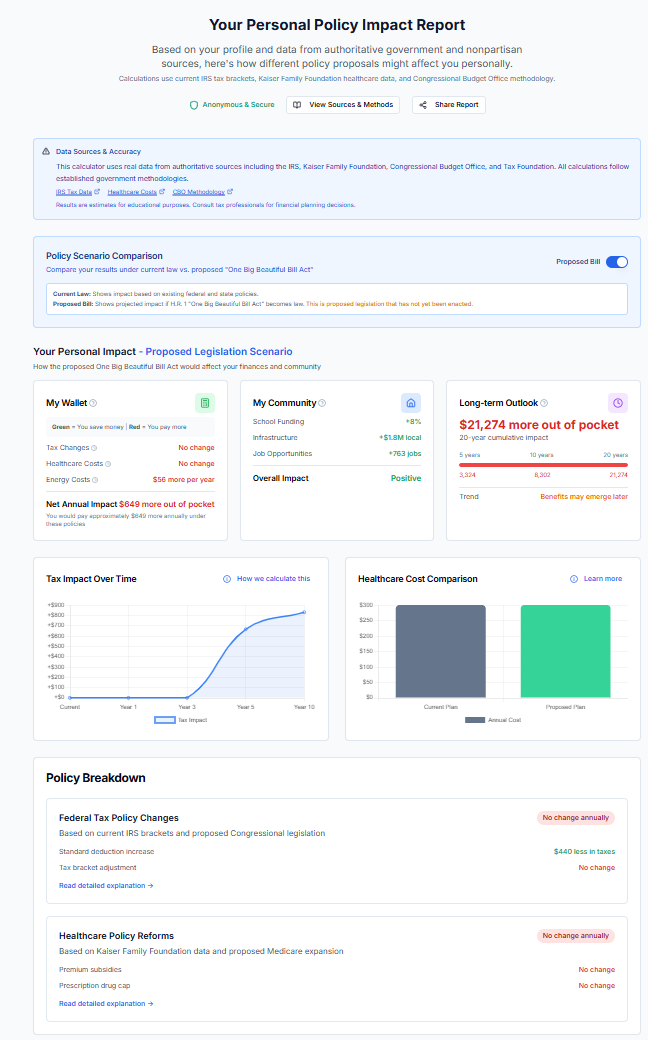 Your Personal Policy Impact Report
Based on your profile and data from authoritative government and nonpartisan
sources, here's how different policy proposals might affect you personally.
Calculations use current IRS tax brackets, Kaiser Family Foundation healthcare data, and Congressional Budget Office methodology.
Anonymous & Secure
View Sources & Methods
Share Report
Data Sources & Accuracy
This calculator uses real data from authoritative sources including the IRS, Kaiser Family Foundation, Congressional Budget Office, and Tax Foundation. All calculations follow
established government methodologies.
IRS Tax Data Healthcare Costs CBO Methodology
Results are estimates for educational purposes. Consult tax professionals for financial planning decisions.
Policy Scenario Comparison
Compare your results under current law vs. proposed "One Big Beautiful Bill Act"
Proposed Bill
Current Law: Shows impact based on existing federal and state policies.
Proposed Bill: Shows projected impact if H.R. 1 "One Big Beautiful Bill Act" becomes law. This is proposed legislation that has not yet been enacted.
Your Personal Impact - Proposed Legislation Scenario
How the proposed One Big Beautiful Bill Act would affect your finances and community
My Wallet
Green = You save money | Red = You pay more
Tax Changes No change
Healthcare Costs No change
Energy Costs $56 more per year
Net Annual Impact $649 more out of pocket
You would pay approximately $649 more annually under
these policies
My Community
School Funding +8%
Infrastructure +$1.8M local
Job Opportunities +763 jobs
Overall Impact Positive
Long-term Outlook
$21,274 more out of pocket
20-year cumulative impact
5 years 10 years 20 years
3,324 8,302 21,274
Trend Benefits may emerge later
Tax Impact Over Time
How we calculate this
+$900
+$800
+$700
+$600
+$500
+$400
+$300
+$200
+$100
+$0
Current Year 1 Year 3 Year 5 Year 10
Tax Impact
Healthcare Cost Comparison
Learn more
$300
$250
$200
$150
$100
$50
$0
Current Plan Proposed Plan
Annual Cost
Policy Breakdown
Federal Tax Policy Changes
No change annually
Based on current IRS brackets and proposed Congressional legislation
Standard deduction increase $440 less in taxes
Tax bracket adjustment No change
Read detailed explanation →
Healthcare Policy Reforms
No change annually
Based on Kaiser Family Foundation data and proposed Medicare expansion
Premium subsidies No change
Prescription drug cap No change
Read detailed explanation →